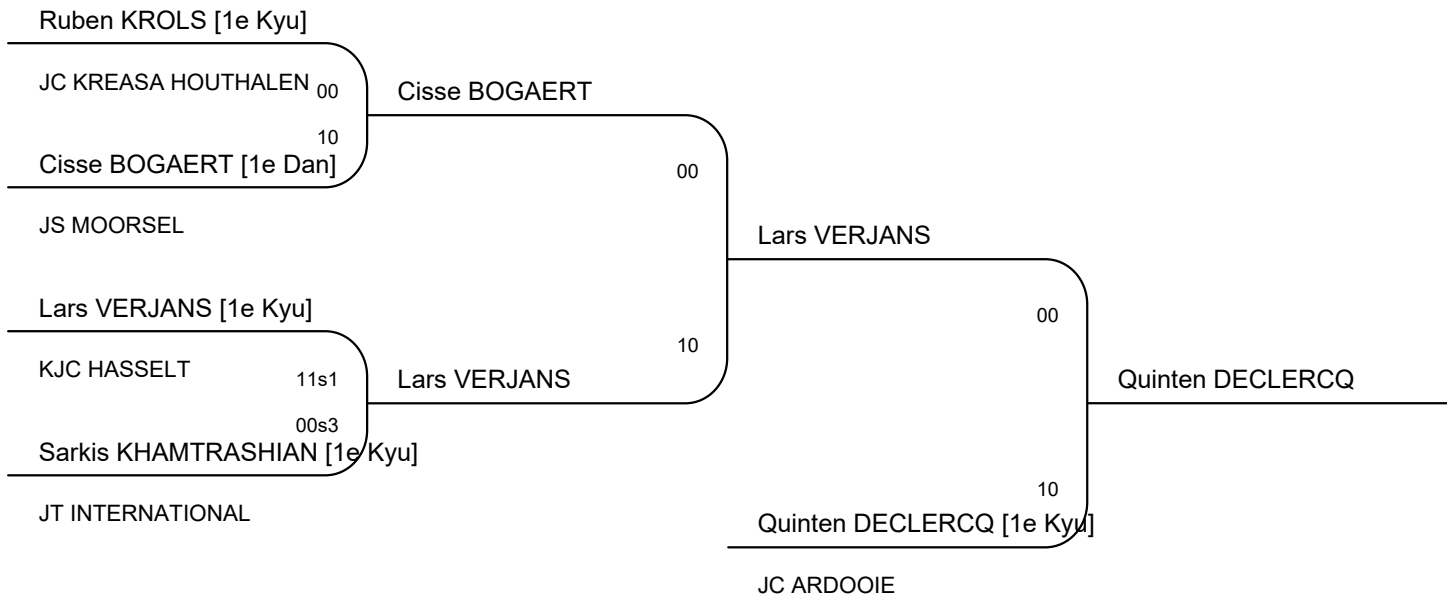 Ruben KROLS [1e Kyu]
JC KREASA HOUTHALEN
00
Cisse BOGAERT
10
Cisse BOGAERT [1e Dan]
00
JS MOORSEL
Lars VERJANS
Lars VERJANS [1e Kyu]
00
10
KJC HASSELT
11s1
Lars VERJANS
Quinten DECLERCQ
00s3
Sarkis KHAMTRASHIAN [1e Kyu]
10
JT INTERNATIONAL
Quinten DECLERCQ [1e Kyu]
JC ARDOOIE